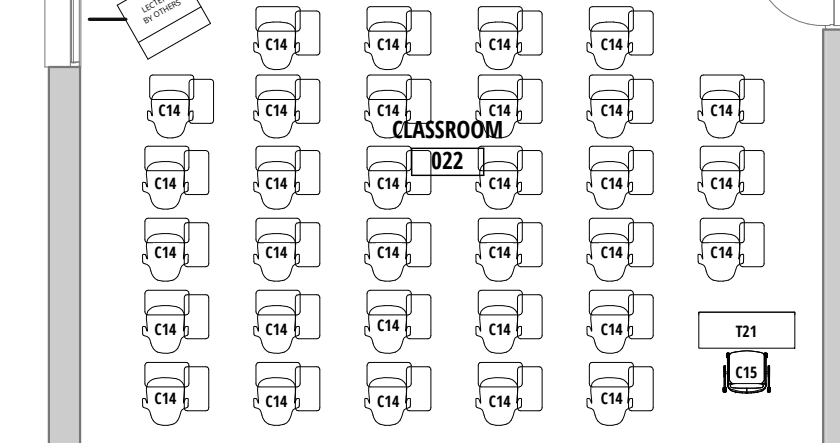 LECTE
BY OTHERS
C14 C14 C14 C14
C14 C14 C14 C14 C14 C14
CLASSROOM
022
C14 C14 C14 C14 C14 C14
C14 C14 C14 C14 C14 C14
C14 C14 C14 C14 C14 T21
C15
C14 C14 C14 C14 C14